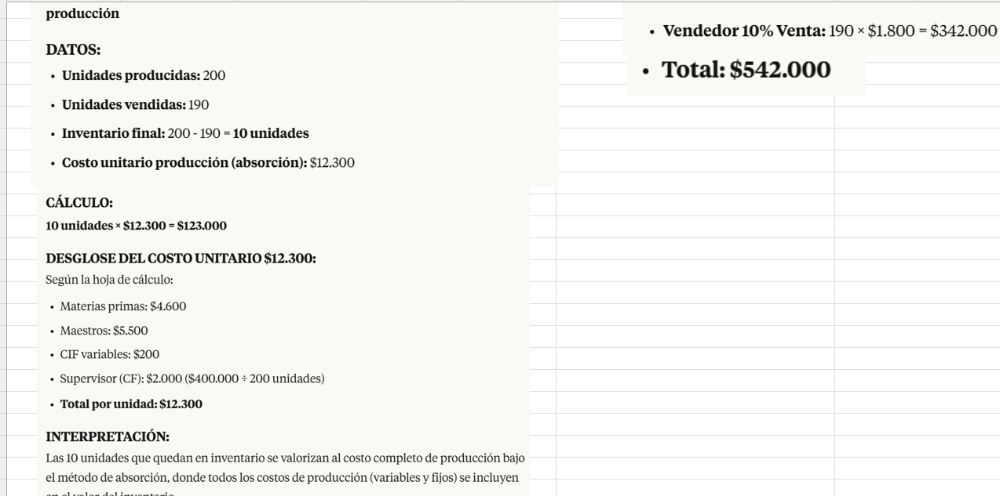 producción
DATOS:
• Unidades producidas: 200
• Unidades vendidas: 190
• Inventario final: 200 - 190 = 10 unidades
• Costo unitario producción (absorción): $12.300
CÁLCULO:
10 unidades × $12.300 = $123.000
DESGLOSE DEL COSTO UNITARIO $12.300:
Según la hoja de cálculo:
• Materias primas: $4.600
• Maestros: $5.500
• CIF variables: $200
• Supervisor (CF): $2.000 ($400.000 ÷ 200 unidades)
• Total por unidad: $12.300
INTERPRETACIÓN:
Las 10 unidades que quedan en inventario se valorizan al costo completo de producción bajo
el método de absorción, donde todos los costos de producción (variables y fijos) se incluyen
en el valor del inventario.
• Vendedor 10% Venta: 190 × $1.800 = $342.000
• Total: $542.000